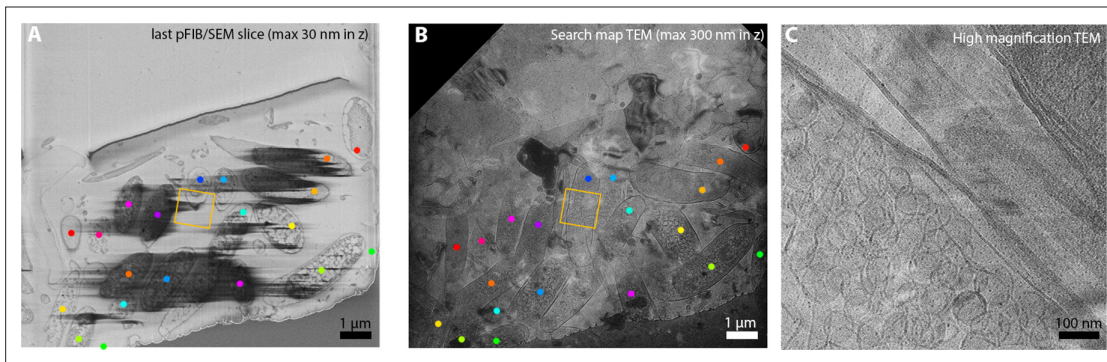 A
last pFIB/SEM slice (max 30 nm in z)
1 µm
B
Search map TEM (max 300 nm in z)
1 µm
C
High magnification TEM
100 nm